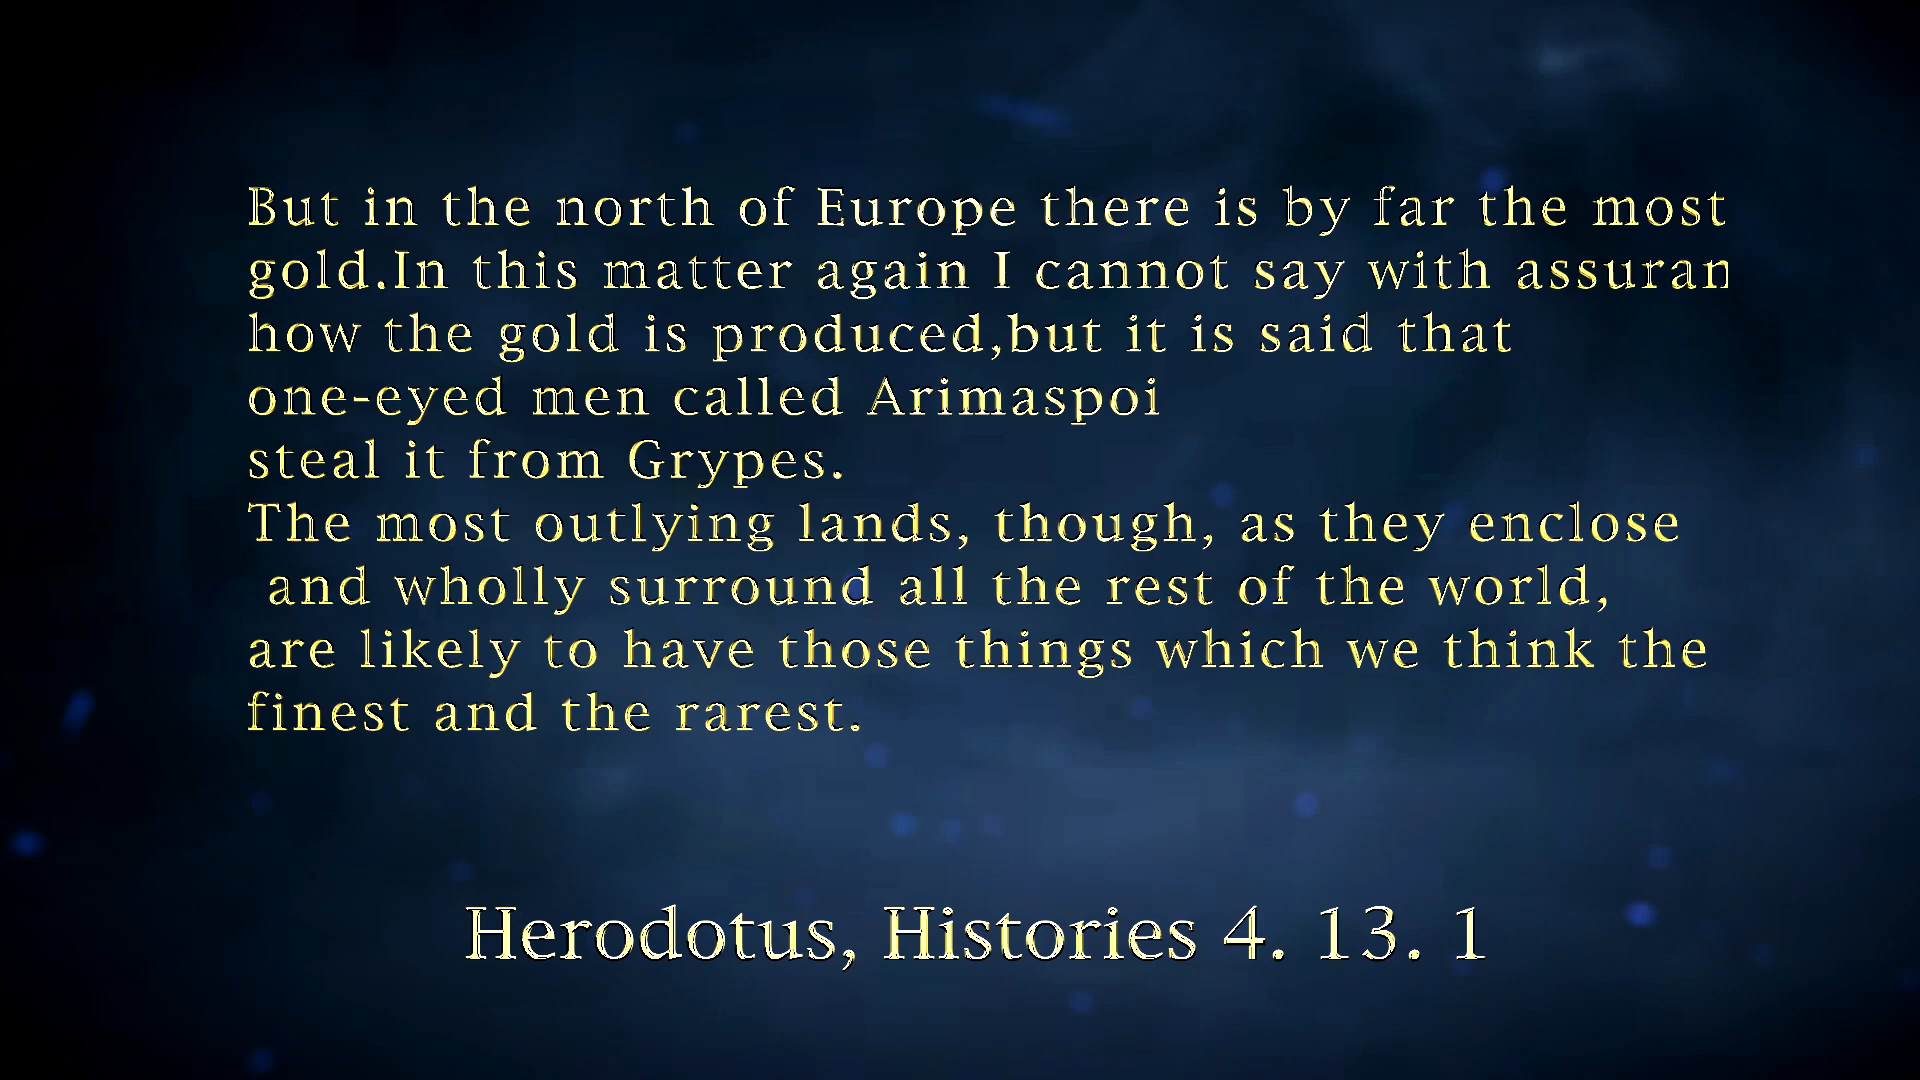 But in the north of Europe there is by far the most
gold.In this matter again I cannot say with assuran
how the gold is produced,but it is said that
one-eyed men called Arimaspoi
steal it from Grypes.
The most outlying lands, though, as they enclose
and wholly surround all the rest of the world,
are likely to have those things which we think the
finest and the rarest.
Herodotus, Histories 4. 13. 1